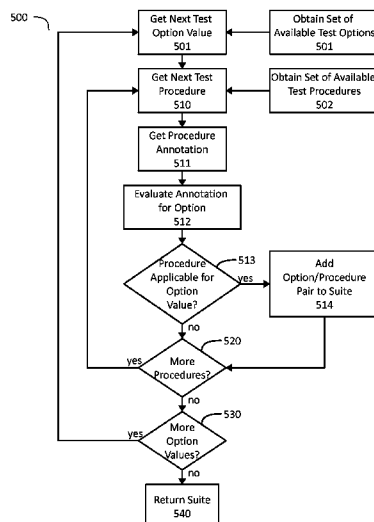 500
Get Next Test
Option Value
501
Obtain Set of
Available Test Options
501
Get Next Test
Procedure
510
Obtain Set of Available
Test Procedures
502
Get Procedure
Annotation
511
Evaluate Annotation
for Option
512
513
Procedure
Applicable for
Option
Value?
yes
Add
Option/Procedure
Pair to Suite
514
no
520
yes
More
Procedures?
no
530
yes
More
Option
Values?
no
Return Suite
540